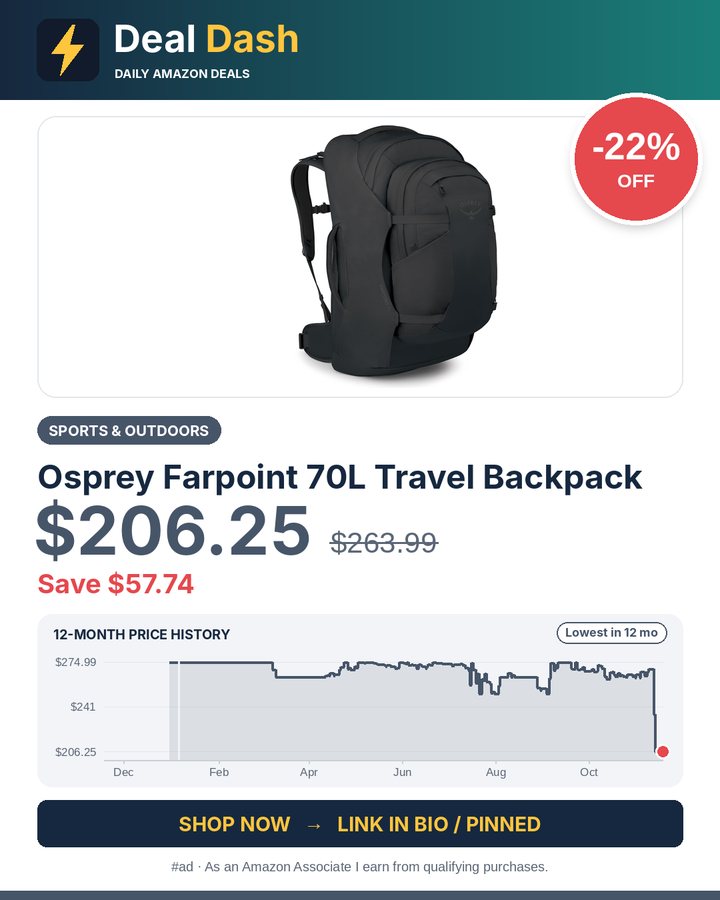 Deal Dash
DAILY AMAZON DEALS
-22%
OFF
OSPREY
SPORTS & OUTDOORS
Osprey Farpoint 70L Travel Backpack
$206.25 $263.99
Save $57.74
12-MONTH PRICE HISTORY
Lowest in 12 mo
$274.99
$241
$206.25
Dec Feb Apr Jun Aug Oct
SHOP NOW → LINK IN BIO / PINNED
#ad · As an Amazon Associate I earn from qualifying purchases.